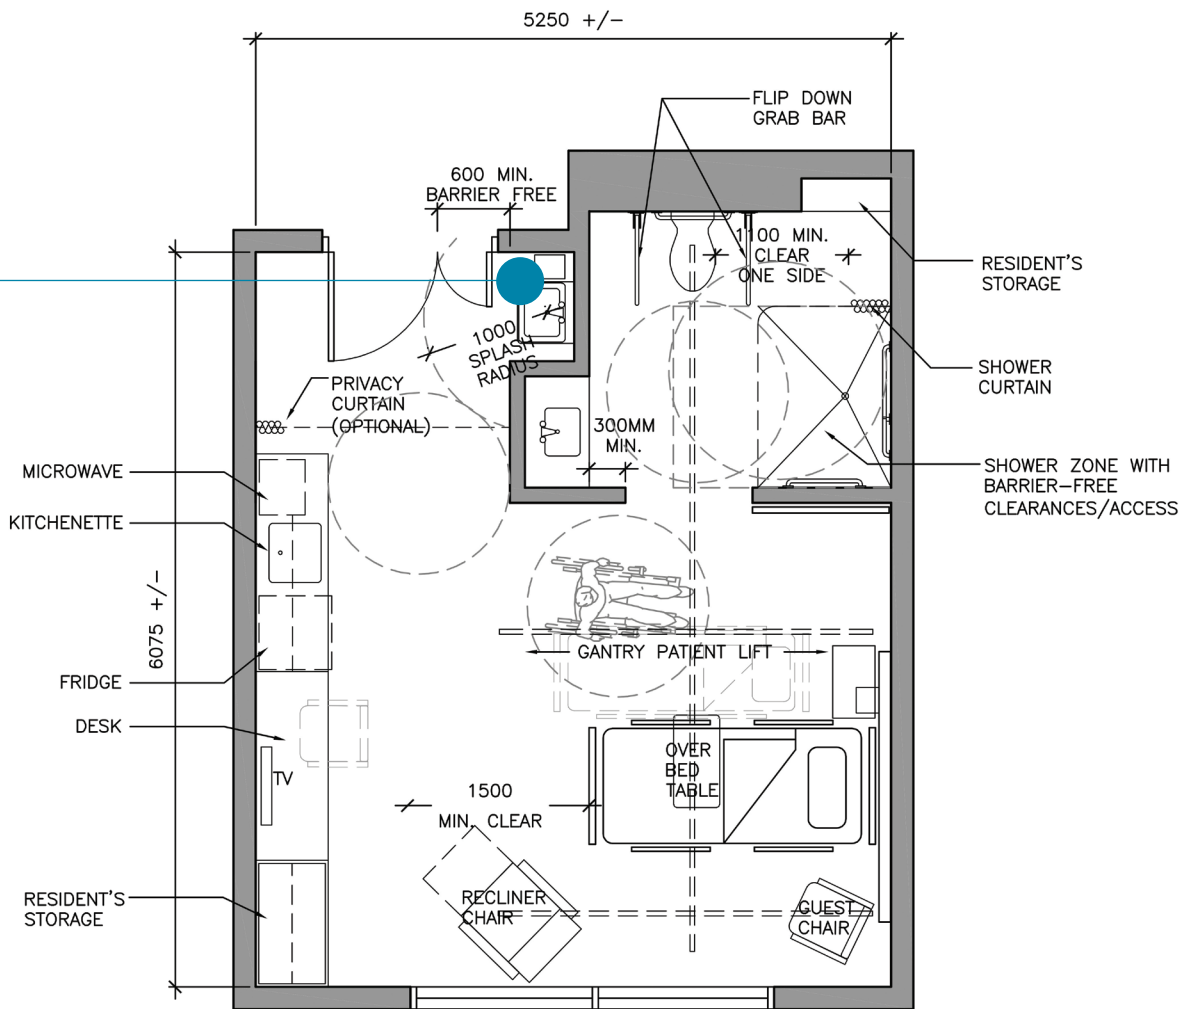 5250 +/-
FLIP DOWN
GRAB BAR
600 MIN.
BARRIER FREE
1100 MIN.
CLEAR
ONE SIDE
RESIDENT'S
STORAGE
1000
SPLASH
RADIUS
SHOWER
CURTAIN
PRIVACY
CURTAIN
(OPTIONAL)
300MM
MIN.
MICROWAVE
SHOWER ZONE WITH
BARRIER-FREE
CLEARANCES/ACCESS
KITCHENETTE
6075 +/-
GANTRY PATIENT LIFT
FRIDGE
DESK
OVER
BED
TABLE
TV
1500
MIN. CLEAR
RESIDENT'S
STORAGE
RECLINER
CHAIR
GUEST
CHAIR